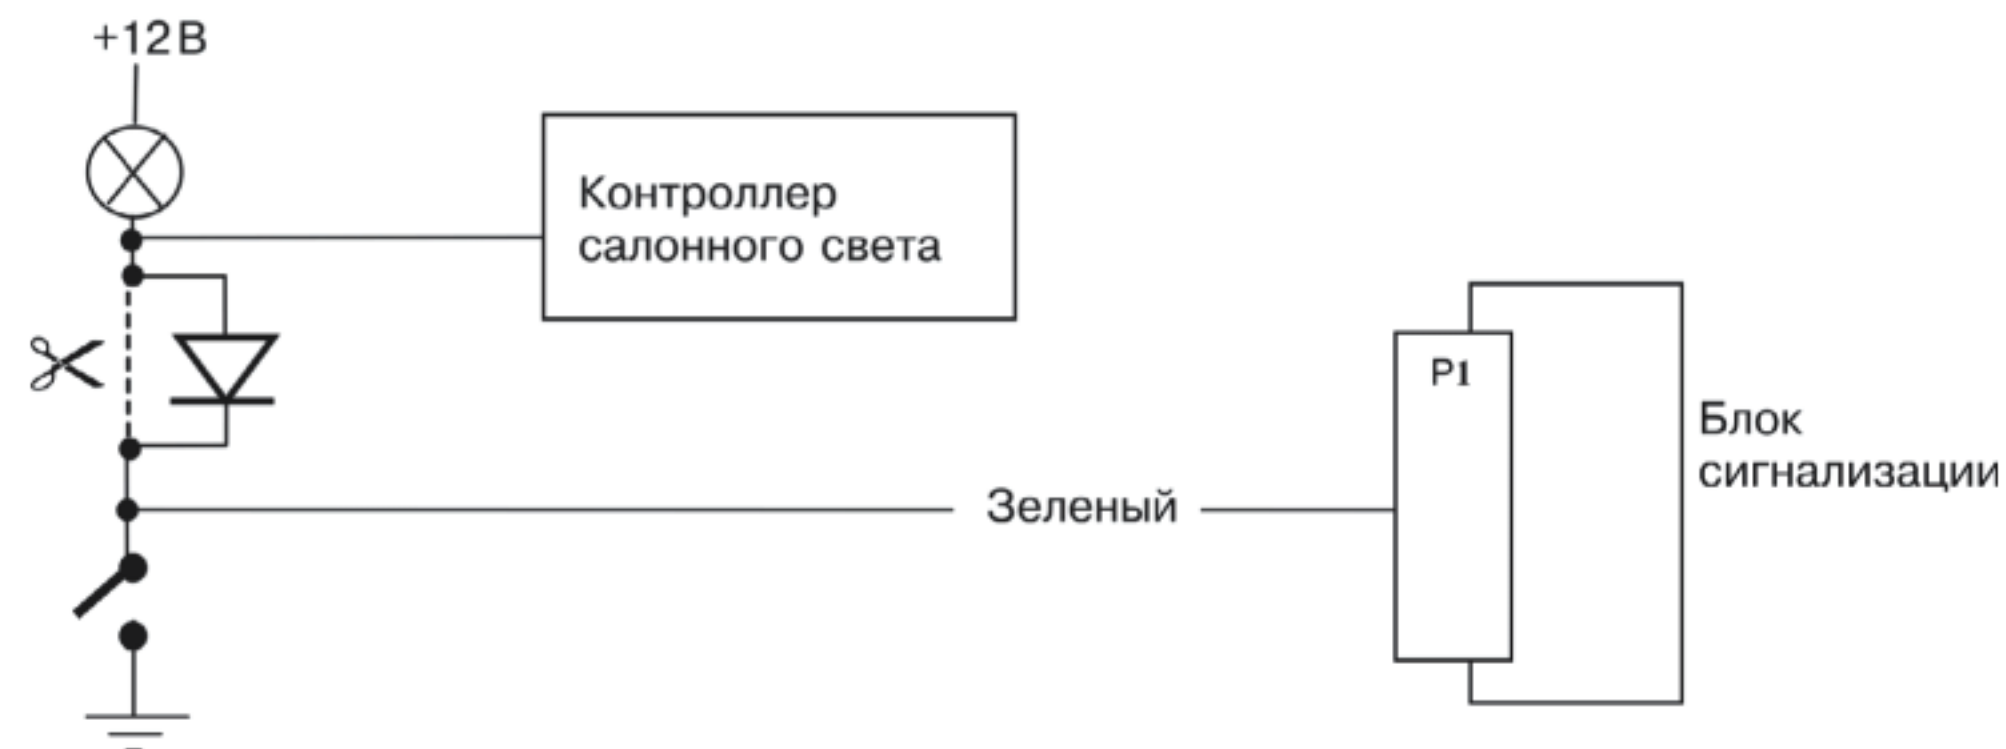 +12В
Контроллер
салонного света
P1
Блок
сигнализации
Зеленый